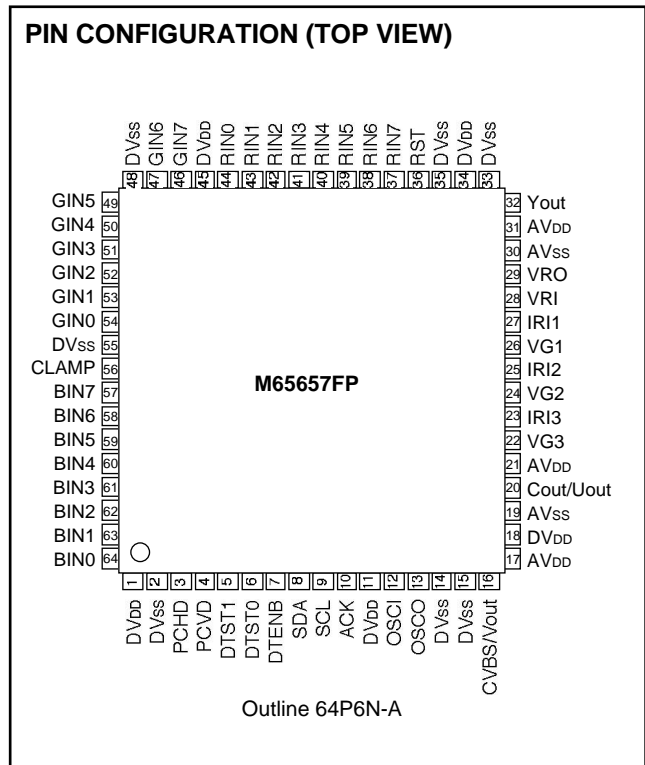 PIN CONFIGURATION (TOP VIEW)
DVSS GIN6 GIN7 DVDD RIN0 RIN1 RIN2 RIN3 RIN4 RIN5 RIN6 RIN7 RST DVSS DVDD DVSS
48 47 46 45 44 43 42 41 40 39 38 37 36 35 34 33
GIN5 49
GIN4 50
GIN3 51
GIN2 52
GIN1 53
GIN0 54
DVSS 55
CLAMP 56
BIN7 57
BIN6 58
BIN5 59
BIN4 60
BIN3 61
BIN2 62
BIN1 63
BIN0 64
M65657FP
32 Yout
31 AVDD
30 AVSS
29 VRO
28 VRI
27 IRI1
26 VG1
25 IRI2
24 VG2
23 IRI3
22 VG3
21 AVDD
20 Cout/Uout
19 AVSS
18 DVDD
17 AVDD
1 2 3 4 5 6 7 8 9 10 11 12 13 14 15 16
DVDD DVSS PCHD PCVD DTST1 DTST0 DTENB SDA SCL ACK DVDD OSCI OSCO DVSS DVSS CVBS/Vout
Outline 64P6N-A